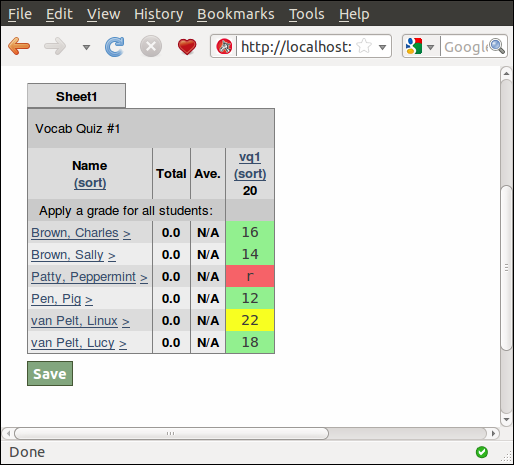 File Edit View History Bookmarks Tools Help
http://localhost: Google
Sheet1
Vocab Quiz #1
Name (sort) Total Ave. vq1 (sort) 20
Apply a grade for all students:
Brown, Charles > 0.0 N/A 16
Brown, Sally > 0.0 N/A 14
Patty, Peppermint > 0.0 N/A r
Pen, Pig > 0.0 N/A 12
van Pelt, Linux > 0.0 N/A 22
van Pelt, Lucy > 0.0 N/A 18
Save
Done